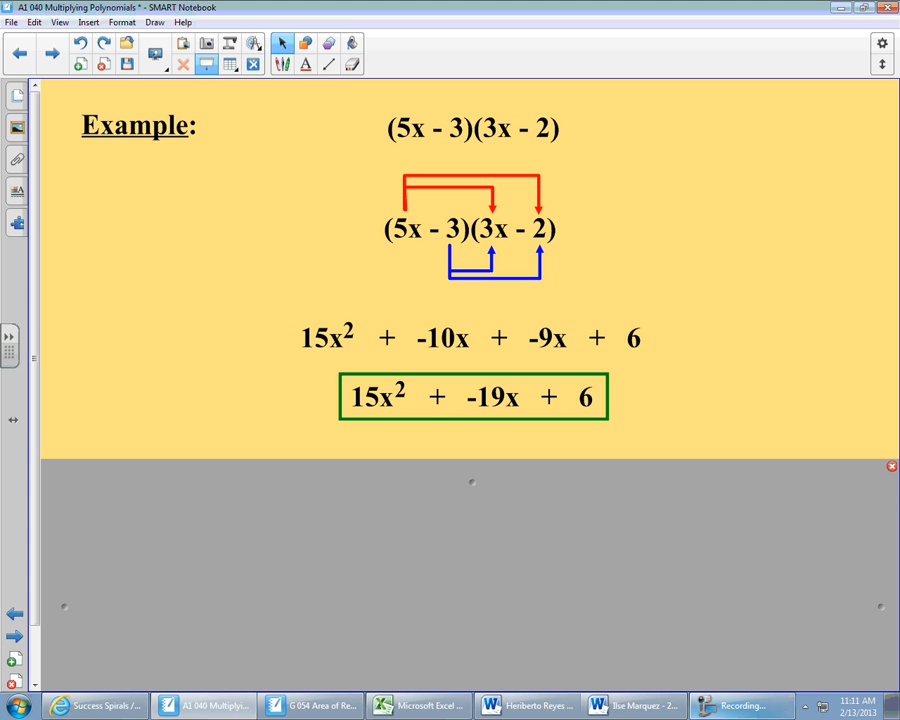 A1 040 Multiplying Polynomials * - SMART Notebook
File Edit View Insert Format Draw Help
Example: (5x - 3)(3x - 2)
(5x - 3)(3x - 2)
15x² + -10x + -9x + 6
15x² + -19x + 6
Success Spirals /... A1 040 Multiplyi... G 054 Area of Re... Microsoft Excel ... Heriberto Reyes ... Ilse Marquez - 2... Recording... 11:11 AM
2/13/2013